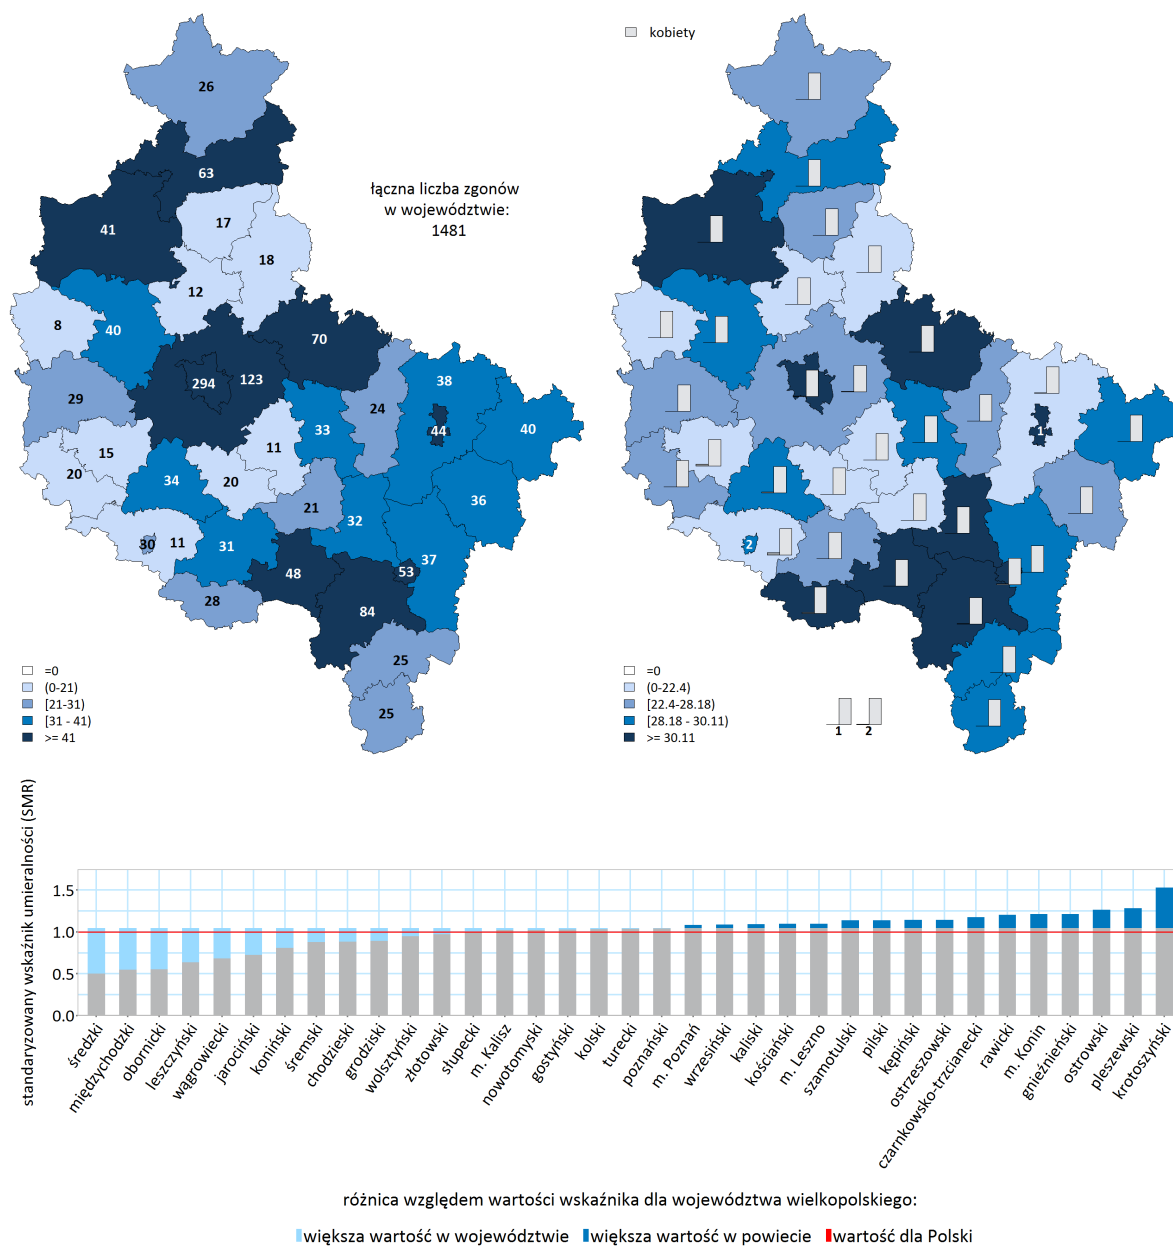 kobiety
26
63
łączna liczba zgonów
w województwie:
1481
41
17
18
12
8
40
70
294
123
38
29
24
33
44
40
11
15
20
34
20
36
21
32
30
11
31
37
48
53
28
84
25
25
1
2
=0
(0-21)
[21-31)
[31 - 41)
>= 41
=0
(0-22.4)
[22.4-28.18)
[28.18 - 30.11)
>= 30.11
1 2
standaryzowany wskaźnik umieralności (SMR)
1.5
1.0
0.5
0.0
średzki
międzychodzki
obornicki
leszczyński
wągrowiecki
jarociński
koniński
śremski
chodzieski
grodziski
wolsztyński
złotowski
słupecki
m. Kalisz
nowotomyski
gostyński
kolski
turecki
poznański
m. Poznań
wrzesiński
kaliski
kościański
m. Leszno
szamotulski
pilski
kępiński
ostrzeszowski
czarnkowsko-trzcianecki
rawicki
m. Konin
gnieźnieński
ostrowski
pleszewski
krotoszyński
różnica względem wartości wskaźnika dla województwa wielkopolskiego:
większa wartość w województwie większa wartość w powiecie wartość dla Polski